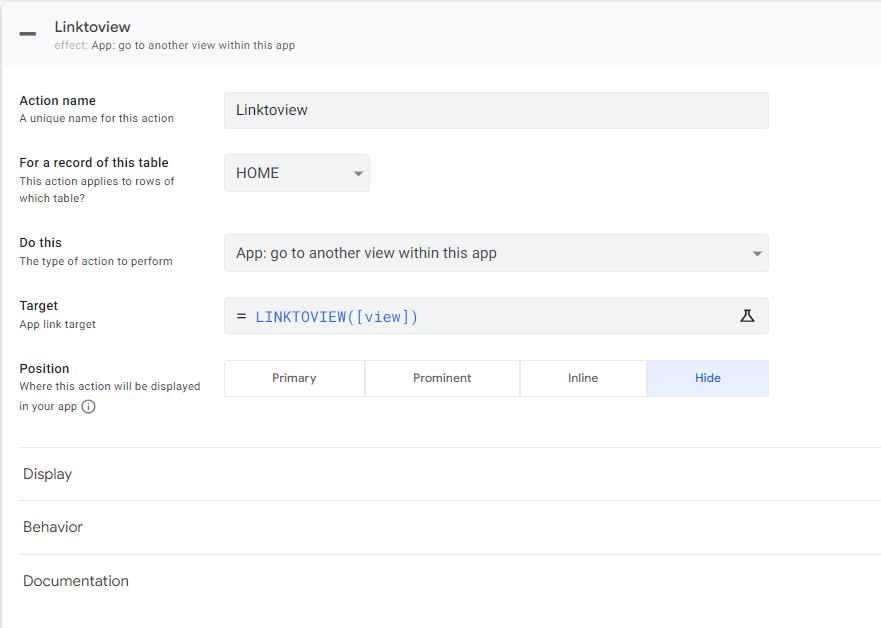 Linktoview
effect: App: go to another view within this app
Action name
A unique name for this action
Linktoview
For a record of this table
This action applies to rows of
which table?
HOME
Do this
The type of action to perform
App: go to another view within this app
Target
App link target
= LINKTOVIEW([view])
Position
Where this action will be displayed
in your app
Primary
Prominent
Inline
Hide
Display
Behavior
Documentation